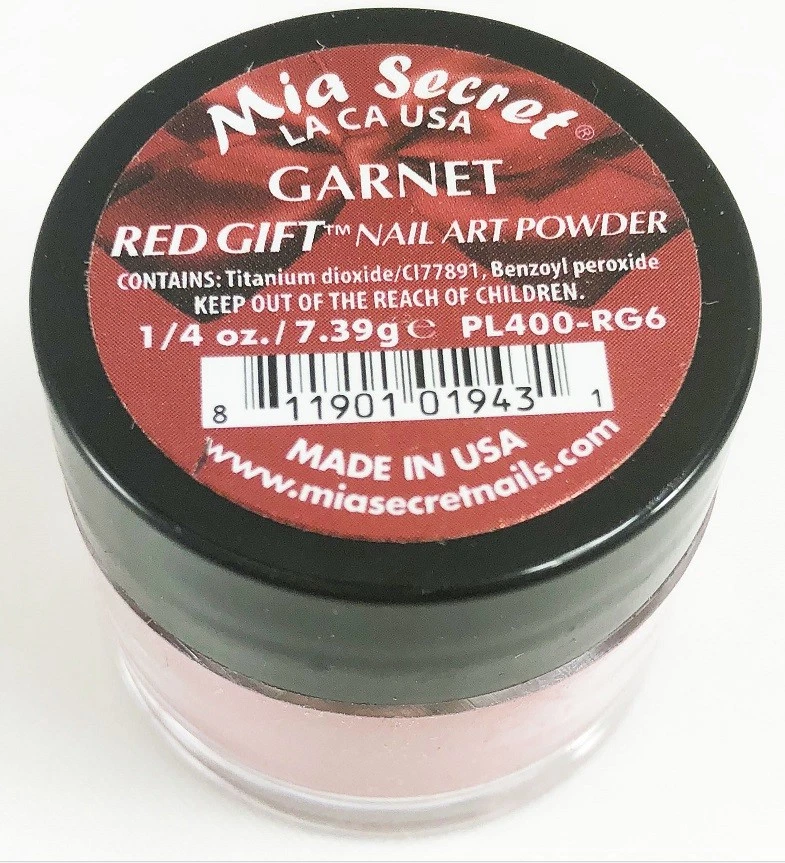 Mia Secret®
LA CA USA
GARNET
RED GIFT™ NAIL ART POWDER
CONTAINS: Titanium dioxide/CI77891, Benzoyl peroxide
KEEP OUT OF THE REACH OF CHILDREN.
1/4 oz./7.39g ℮ PL400-RG6
8 11901 01943 1
MADE IN USA
www.miasecretnails.com